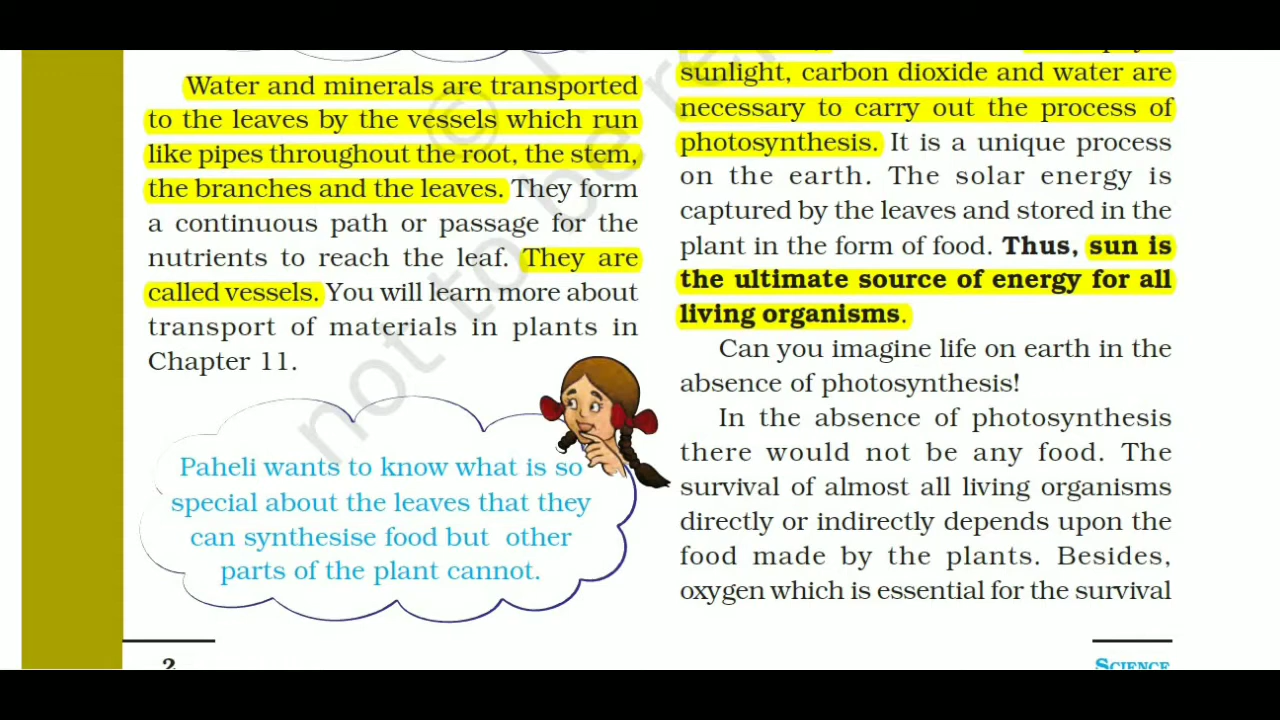 Water and minerals are transported
to the leaves by the vessels which run
like pipes throughout the root, the stem,
the branches and the leaves. They form
a continuous path or passage for the
nutrients to reach the leaf. They are
called vessels. You will learn more about
transport of materials in plants in
Chapter 11.
Paheli wants to know what is so
special about the leaves that they
can synthesise food but other
parts of the plant cannot.
2
sunlight, carbon dioxide and water are
necessary to carry out the process of
photosynthesis. It is a unique process
on the earth. The solar energy is
captured by the leaves and stored in the
plant in the form of food. Thus, sun is
the ultimate source of energy for all
living organisms.
Can you imagine life on earth in the
absence of photosynthesis!
In the absence of photosynthesis
there would not be any food. The
survival of almost all living organisms
directly or indirectly depends upon the
food made by the plants. Besides,
oxygen which is essential for the survival
SCIENCE
© 
not to be re